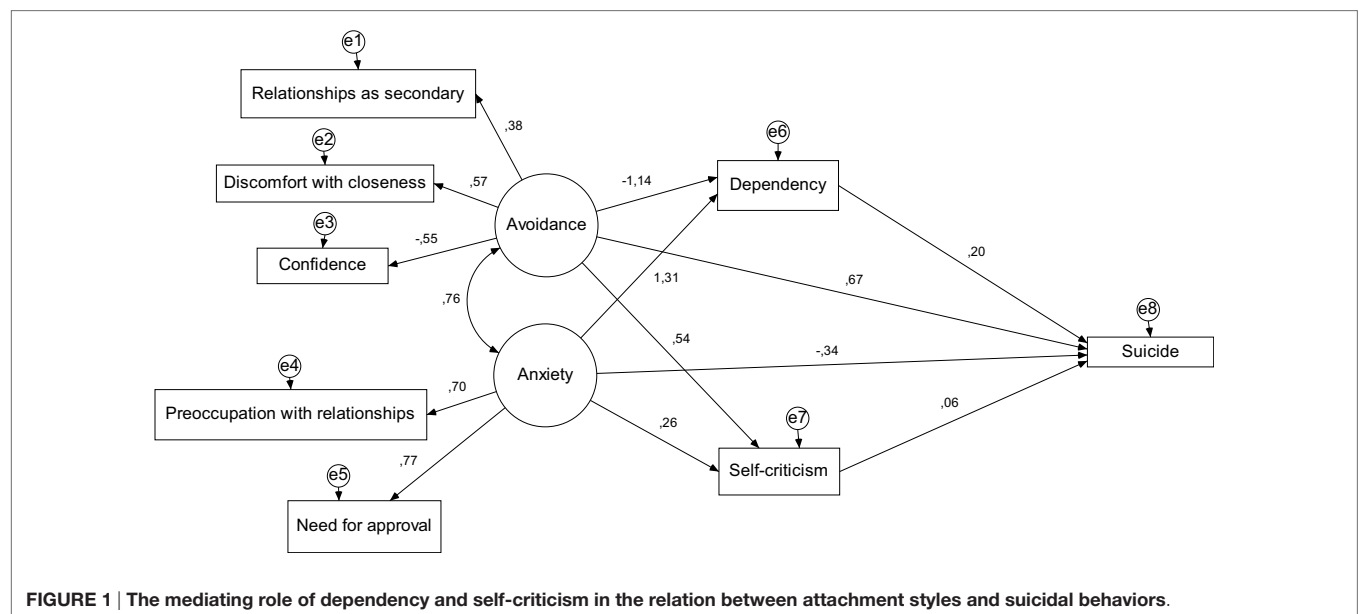 e1
Relationships as secondary
,38
e2
e6
Discomfort with closeness
,57
-1,14
Dependency
e3
Avoidance
Confidence
-,55
,20
1,31
,67
,76
e8
,54
Suicide
e4
-,34
Anxiety
Preoccupation with relationships
,70
,06
,26
e7
,77
Self-criticism
e5
Need for approval
FIGURE 1 | The mediating role of dependency and self-criticism in the relation between attachment styles and suicidal behaviors.